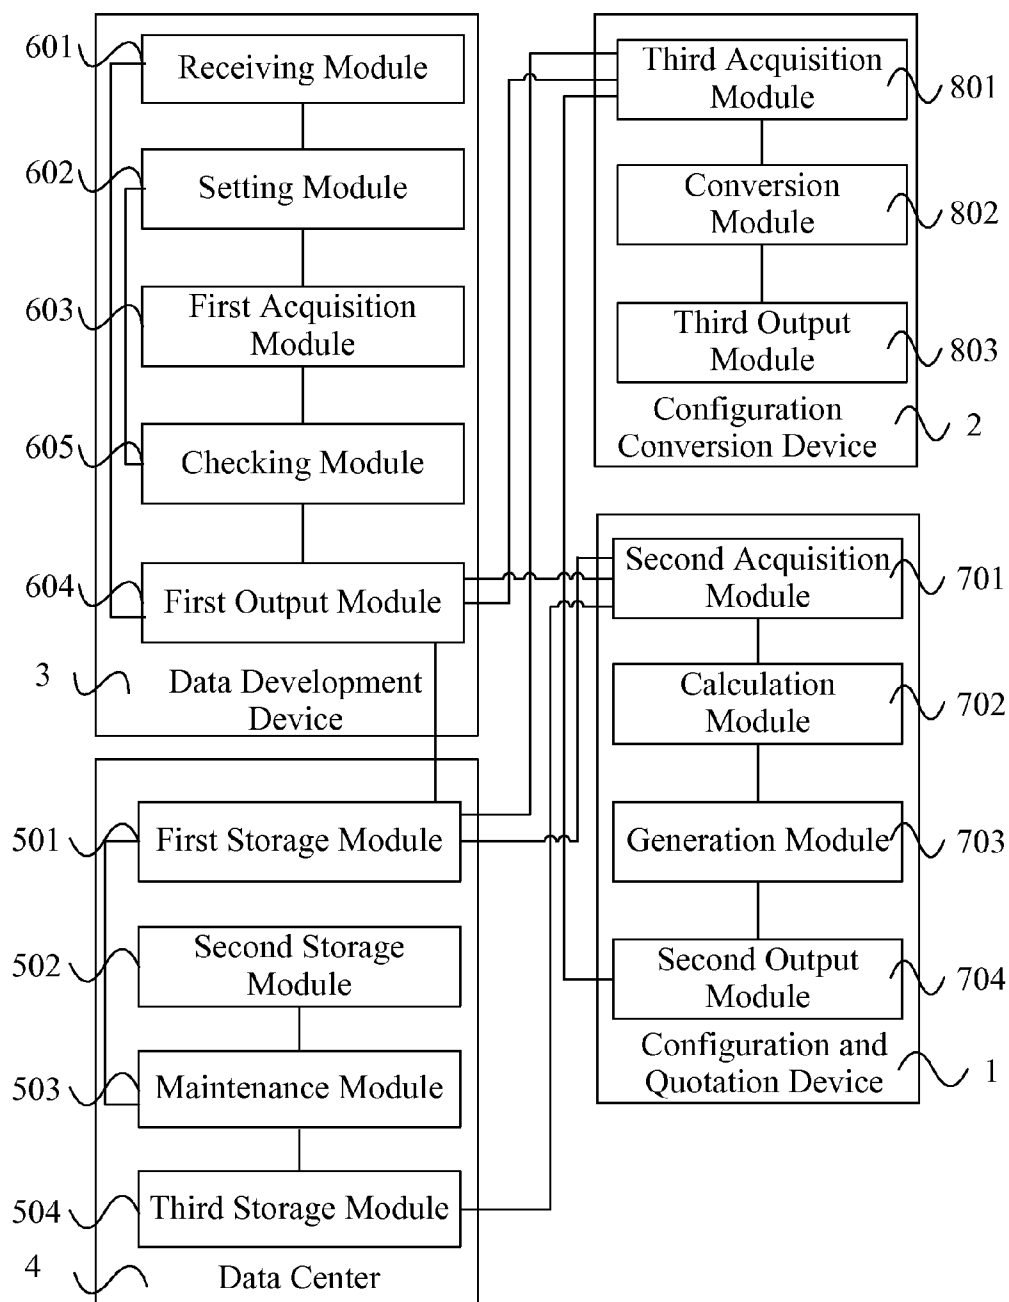 601
Receiving Module
602
Setting Module
603
First Acquisition
Module
605
Checking Module
604
First Output Module
3
Data Development
Device
501
First Storage Module
502
Second Storage
Module
503
Maintenance Module
504
Third Storage Module
4
Data Center
Third Acquisition
Module
801
Conversion
Module
802
Third Output
Module
803
Configuration
Conversion Device
2
Second Acquisition
Module
701
Calculation
Module
702
Generation Module
703
Second Output
Module
704
Configuration and
Quotation Device
1